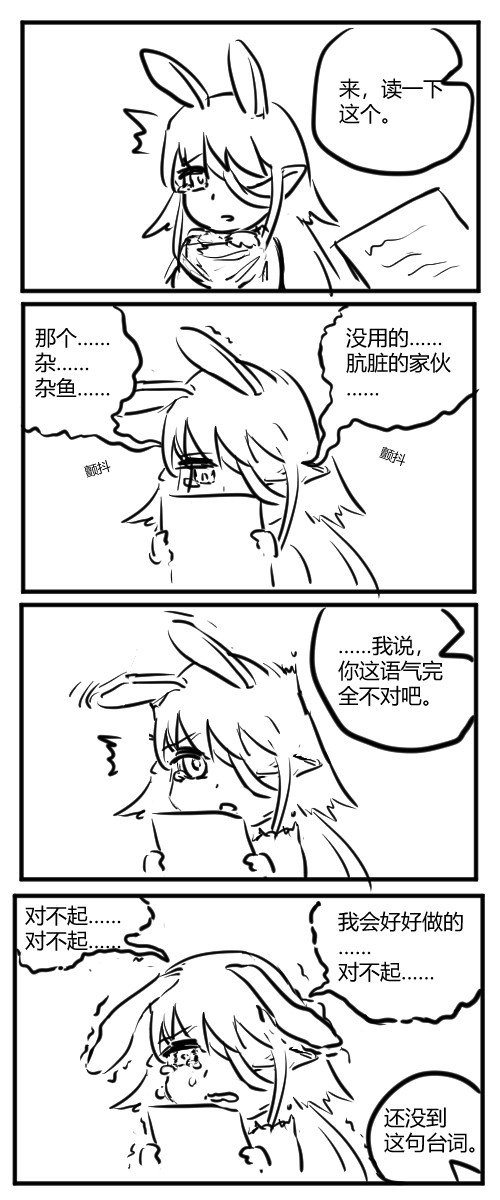 来，读一下
这个。
那个……
杂……
杂鱼……
没用的……
肮脏的家伙
……
颤抖
颤抖
……我说，
你这语气完
全不对吧。
对不起……
对不起……
我会好好做的
……
对不起……
还没到
这句台词。